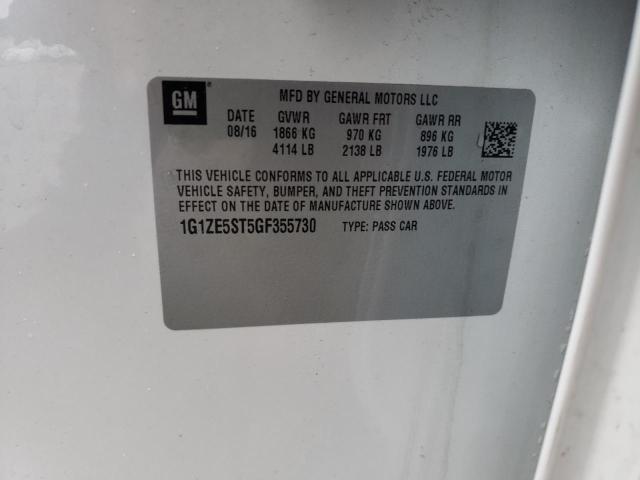 GM
MFD BY GENERAL MOTORS LLC
DATE GVWR GAWR FRT GAWR RR
08/16 1866 KG 970 KG 896 KG
4114 LB 2138 LB 1976 LB
THIS VEHICLE CONFORMS TO ALL APPLICABLE U.S. FEDERAL MOTOR
VEHICLE SAFETY, BUMPER, AND THEFT PREVENTION STANDARDS IN
EFFECT ON THE DATE OF MANUFACTURE SHOWN ABOVE.
1G1ZE5ST5GF355730 TYPE: PASS CAR